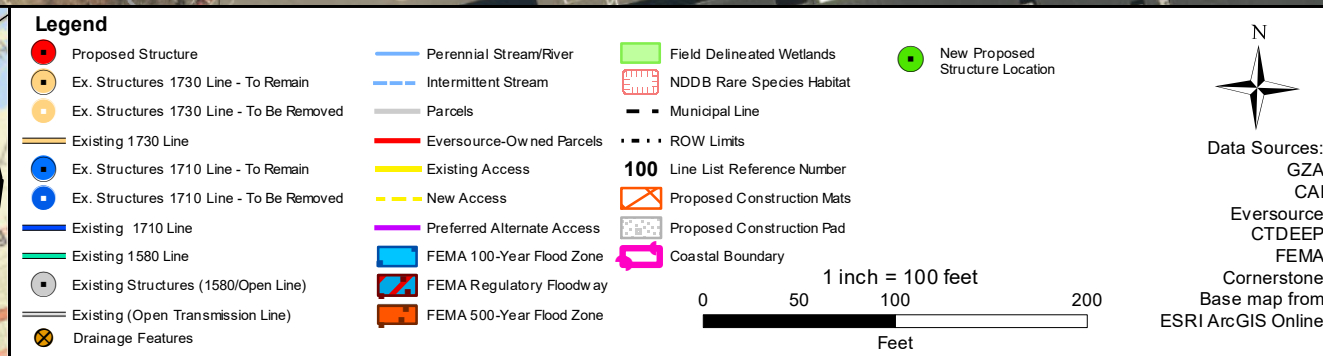 Legend
Proposed Structure
Ex. Structures 1730 Line - To Remain
Ex. Structures 1730 Line - To Be Removed
Existing 1730 Line
Ex. Structures 1710 Line - To Remain
Ex. Structures 1710 Line - To Be Removed
Existing 1710 Line
Existing 1580 Line
Existing Structures (1580/Open Line)
Existing (Open Transmission Line)
Drainage Features
Perennial Stream/River
Intermittent Stream
Parcels
Eversource-Owned Parcels
Existing Access
New Access
Preferred Alternate Access
FEMA 100-Year Flood Zone
FEMA Regulatory Floodway
FEMA 500-Year Flood Zone
Field Delineated Wetlands
NDDB Rare Species Habitat
Municipal Line
ROW Limits
100 Line List Reference Number
Proposed Construction Mats
Proposed Construction Pad
Coastal Boundary
New Proposed
Structure Location
1 inch = 100 feet
0 50 100 200
Feet
N
Data Sources:
GZA
CAI
Eversource
CTDEEP
FEMA
Cornerstone
Base map from
ESRI ArcGIS Online